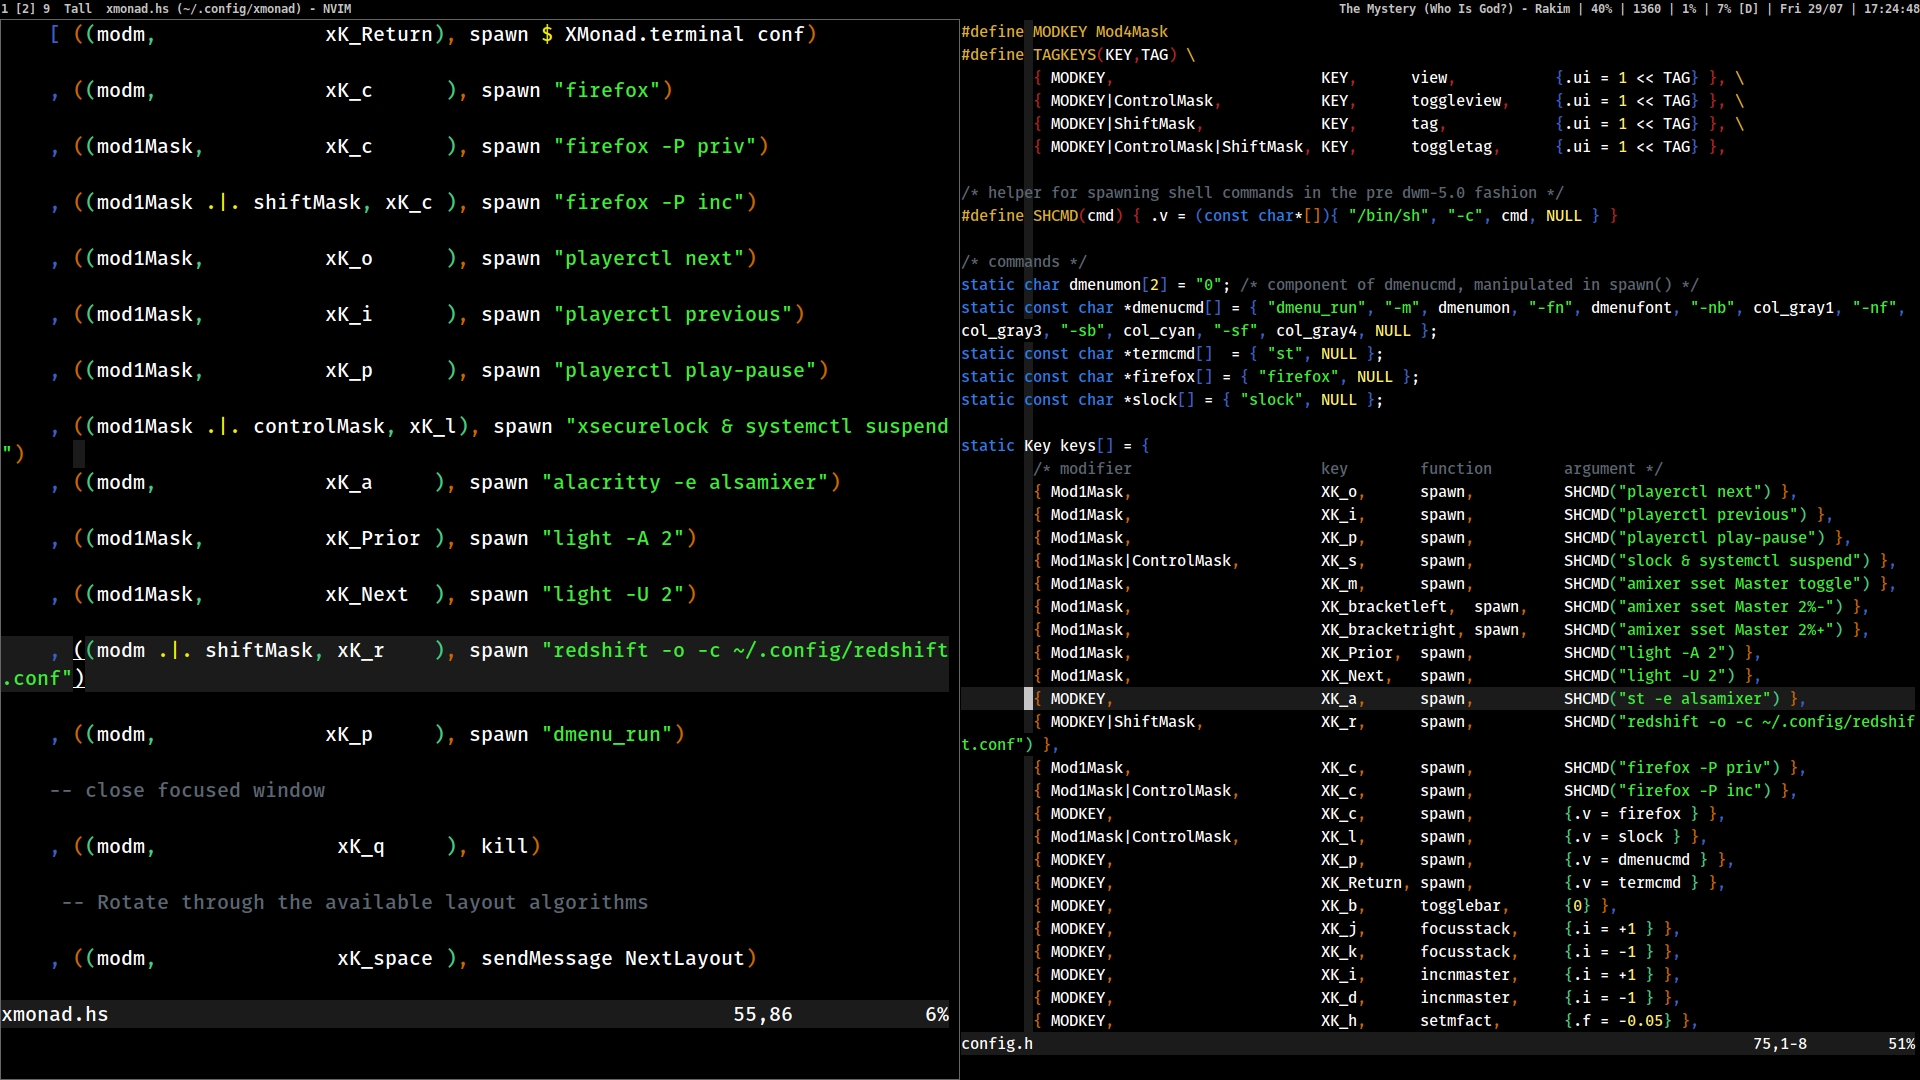 1 [2] 9  Tall  xmonad.hs (~/.config/xmonad) - NVIM
The Mystery (Who Is God?) - Rakim | 40% | 1360 | 1% | 7% [D] | Fri 29/07 | 17:24:48
[ ((modm,              xK_Return), spawn $ XMonad.terminal conf)
, ((modm,              xK_c      ), spawn "firefox")
, ((mod1Mask,          xK_c      ), spawn "firefox -P priv")
, ((mod1Mask .|. shiftMask, xK_c ), spawn "firefox -P inc")
, ((mod1Mask,          xK_o      ), spawn "playerctl next")
, ((mod1Mask,          xK_i      ), spawn "playerctl previous")
, ((mod1Mask,          xK_p      ), spawn "playerctl play-pause")
, ((mod1Mask .|. controlMask, xK_l), spawn "xsecurelock & systemctl suspend
")
, ((modm,              xK_a     ), spawn "alacritty -e alsamixer")
, ((mod1Mask,          xK_Prior ), spawn "light -A 2")
, ((mod1Mask,          xK_Next  ), spawn "light -U 2")
, ((modm .|. shiftMask, xK_r    ), spawn "redshift -o -c ~/.config/redshift
.conf")
, ((modm,              xK_p     ), spawn "dmenu_run")
-- close focused window
, ((modm,               xK_q     ), kill)
-- Rotate through the available layout algorithms
, ((modm,               xK_space ), sendMessage NextLayout)
xmonad.hs                                                    55,86           6%
#define MODKEY Mod4Mask
#define TAGKEYS(KEY,TAG) \
{ MODKEY,                       KEY,      view,           {.ui = 1 << TAG} }, \
{ MODKEY|ControlMask,           KEY,      toggleview,     {.ui = 1 << TAG} }, \
{ MODKEY|ShiftMask,             KEY,      tag,            {.ui = 1 << TAG} }, \
{ MODKEY|ControlMask|ShiftMask, KEY,      toggletag,      {.ui = 1 << TAG} },
/* helper for spawning shell commands in the pre dwm-5.0 fashion */
#define SHCMD(cmd) { .v = (const char*[]){ "/bin/sh", "-c", cmd, NULL } }
/* commands */
static char dmenumon[2] = "0"; /* component of dmenucmd, manipulated in spawn() */
static const char *dmenucmd[] = { "dmenu_run", "-m", dmenumon, "-fn", dmenufont, "-nb", col_gray1, "-nf",
col_gray3, "-sb", col_cyan, "-sf", col_gray4, NULL };
static const char *termcmd[]  = { "st", NULL };
static const char *firefox[] = { "firefox", NULL };
static const char *slock[] = { "slock", NULL };
static Key keys[] = {
/* modifier                     key        function        argument */
{ Mod1Mask,                     XK_o,      spawn,          SHCMD("playerctl next") },
{ Mod1Mask,                     XK_i,      spawn,          SHCMD("playerctl previous") },
{ Mod1Mask,                     XK_p,      spawn,          SHCMD("playerctl play-pause") },
{ Mod1Mask|ControlMask,         XK_s,      spawn,          SHCMD("slock & systemctl suspend") },
{ Mod1Mask,                     XK_m,      spawn,          SHCMD("amixer sset Master toggle") },
{ Mod1Mask,                     XK_bracketleft,  spawn,    SHCMD("amixer sset Master 2%-") },
{ Mod1Mask,                     XK_bracketright, spawn,    SHCMD("amixer sset Master 2%+") },
{ Mod1Mask,                     XK_Prior,  spawn,          SHCMD("light -A 2") },
{ Mod1Mask,                     XK_Next,   spawn,          SHCMD("light -U 2") },
{ MODKEY,                       XK_a,      spawn,          SHCMD("st -e alsamixer") },
{ MODKEY|ShiftMask,             XK_r,      spawn,          SHCMD("redshift -o -c ~/.config/redshif
t.conf") },
{ Mod1Mask,                     XK_c,      spawn,          SHCMD("firefox -P priv") },
{ Mod1Mask|ControlMask,         XK_c,      spawn,          SHCMD("firefox -P inc") },
{ MODKEY,                       XK_c,      spawn,          {.v = firefox } },
{ Mod1Mask|ControlMask,         XK_l,      spawn,          {.v = slock } },
{ MODKEY,                       XK_p,      spawn,          {.v = dmenucmd } },
{ MODKEY,                       XK_Return, spawn,          {.v = termcmd } },
{ MODKEY,                       XK_b,      togglebar,      {0} },
{ MODKEY,                       XK_j,      focusstack,     {.i = +1 } },
{ MODKEY,                       XK_k,      focusstack,     {.i = -1 } },
{ MODKEY,                       XK_i,      incnmaster,     {.i = +1 } },
{ MODKEY,                       XK_d,      incnmaster,     {.i = -1 } },
{ MODKEY,                       XK_h,      setmfact,       {.f = -0.05} },
config.h                                                                                75,1-8         51%